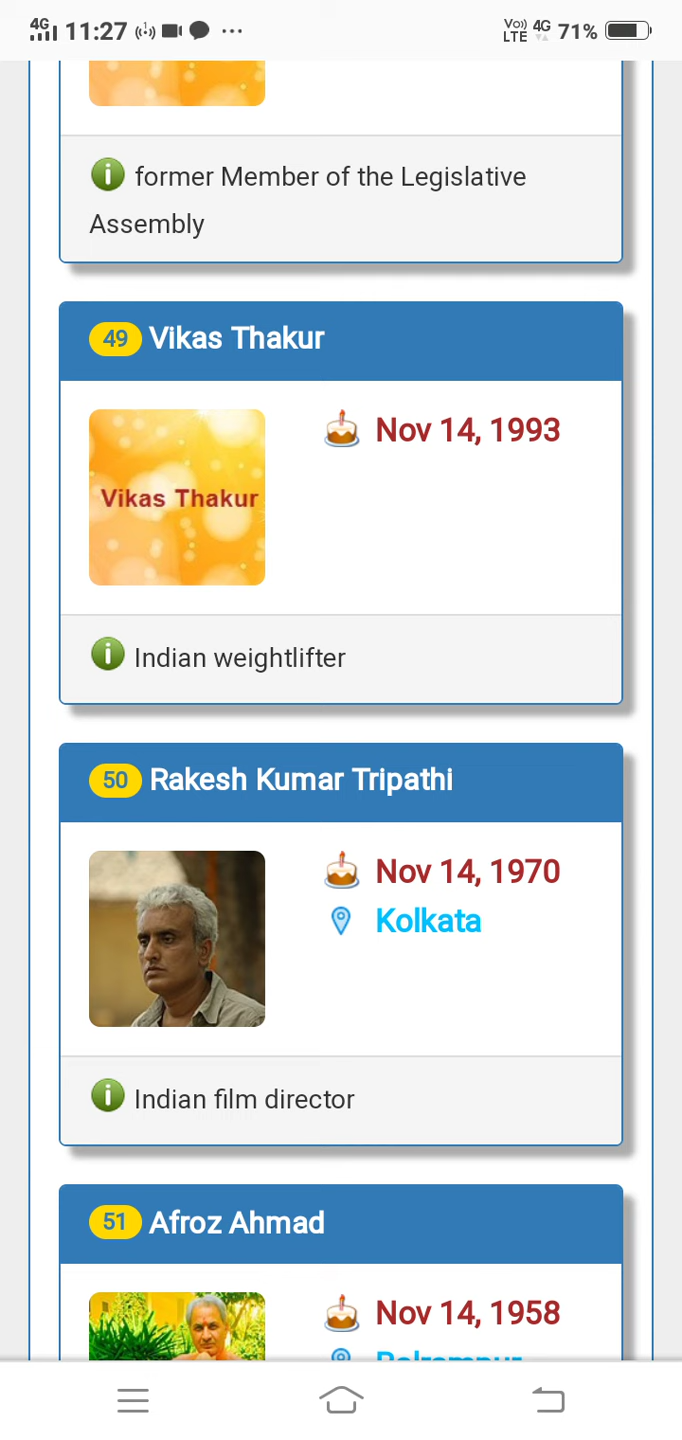 4G 11:27 ... Vo)) LTE 4G 71%
former Member of the Legislative
Assembly
49 Vikas Thakur
Nov 14, 1993
Vikas Thakur
Indian weightlifter
50 Rakesh Kumar Tripathi
Nov 14, 1970
Kolkata
Indian film director
51 Afroz Ahmad
Nov 14, 1958